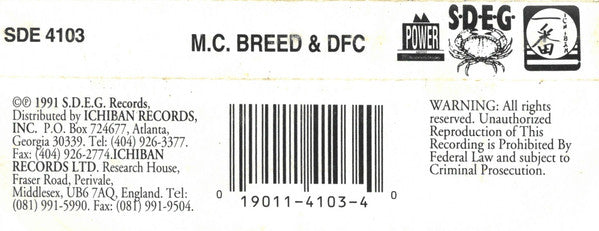 SDE 4103
M.C. BREED & DFC
POWER
S·D·E·G·
ICHIBAN
一番
©℗ 1991 S.D.E.G. Records,
Distributed by ICHIBAN RECORDS,
INC. P.O. Box 724677, Atlanta,
Georgia 30339. Tel: (404) 926-3377.
Fax: (404) 926-2774.ICHIBAN
RECORDS LTD. Research House,
Fraser Road, Perivale,
Middlesex, UB6 7AQ, England. Tel:
(081) 991-5990. Fax: (081) 991-9504.
0 19011-4103-4 0
WARNING: All rights
reserved. Unauthorized
Reproduction of This
Recording is Prohibited By
Federal Law and subject to
Criminal Prosecution.